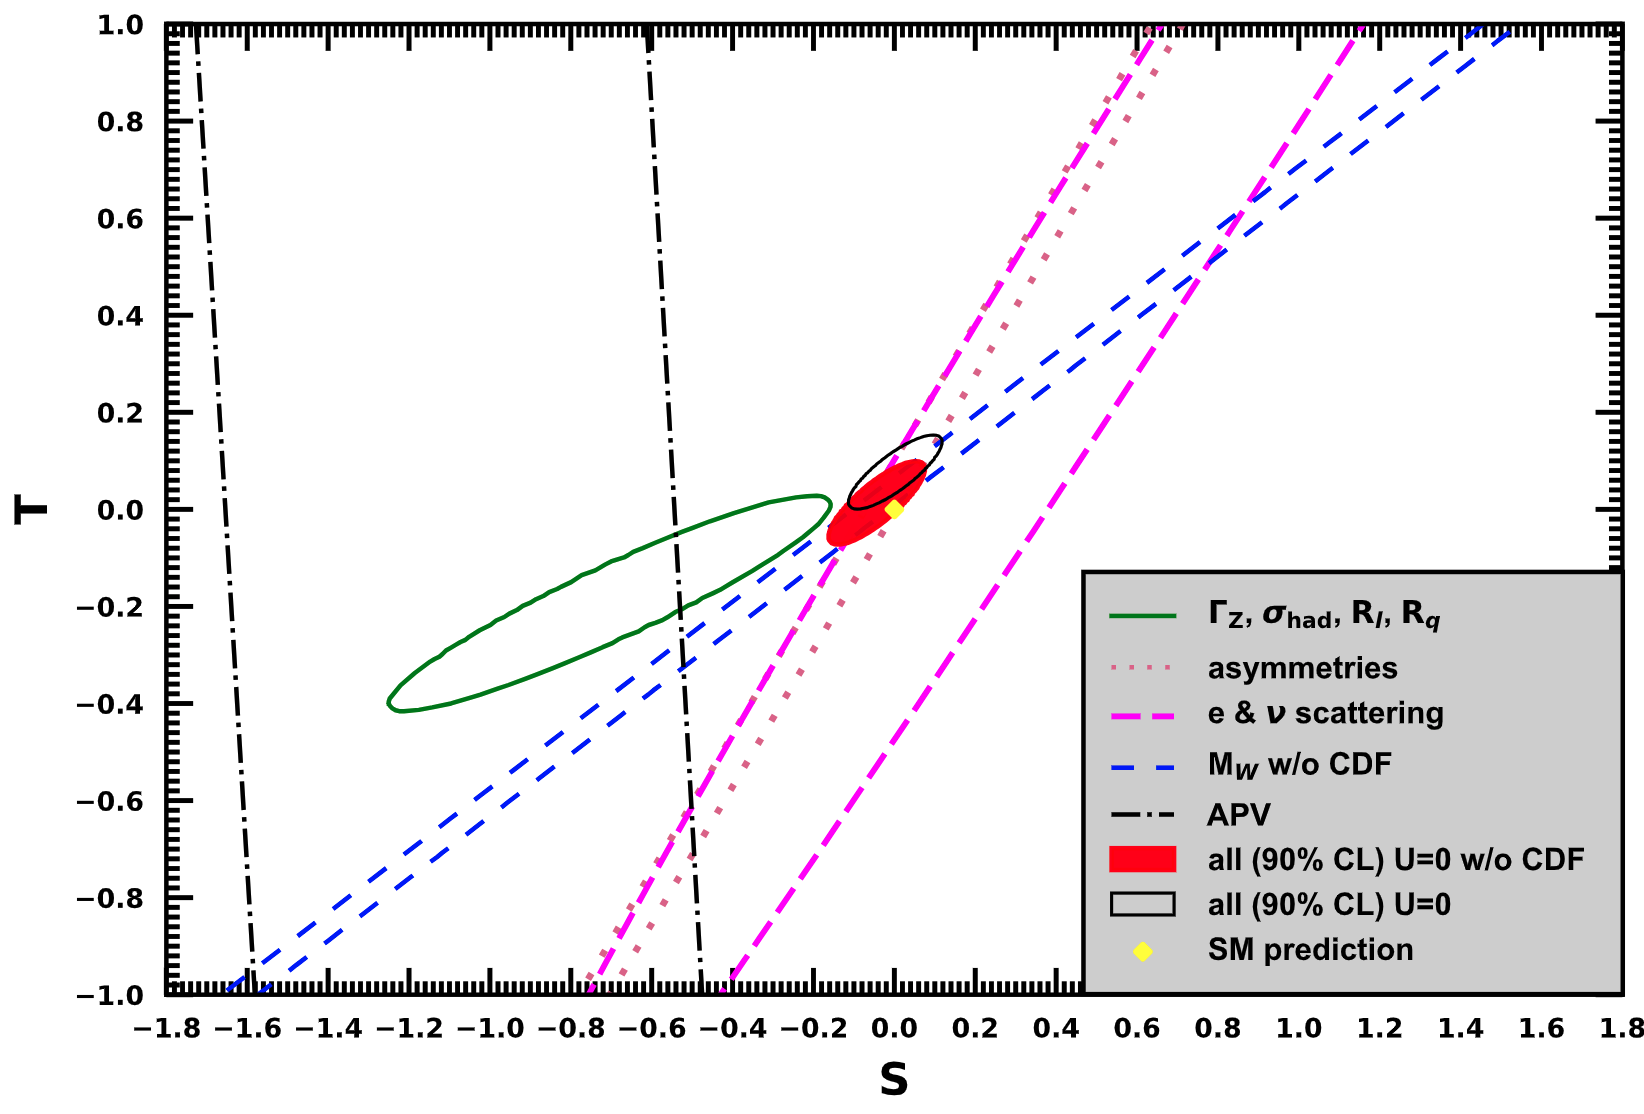 1.0
0.8
0.6
0.4
0.2
0.0
−0.2
−0.4
−0.6
−0.8
−1.0
T
−1.8 −1.6 −1.4 −1.2 −1.0 −0.8 −0.6 −0.4 −0.2 0.0 0.2 0.4 0.6 0.8 1.0 1.2 1.4 1.6 1.8
S
Γ_Z, σ_had, R_l, R_q
asymmetries
e & ν scattering
M_W w/o CDF
APV
all (90% CL) U=0 w/o CDF
all (90% CL) U=0
SM prediction